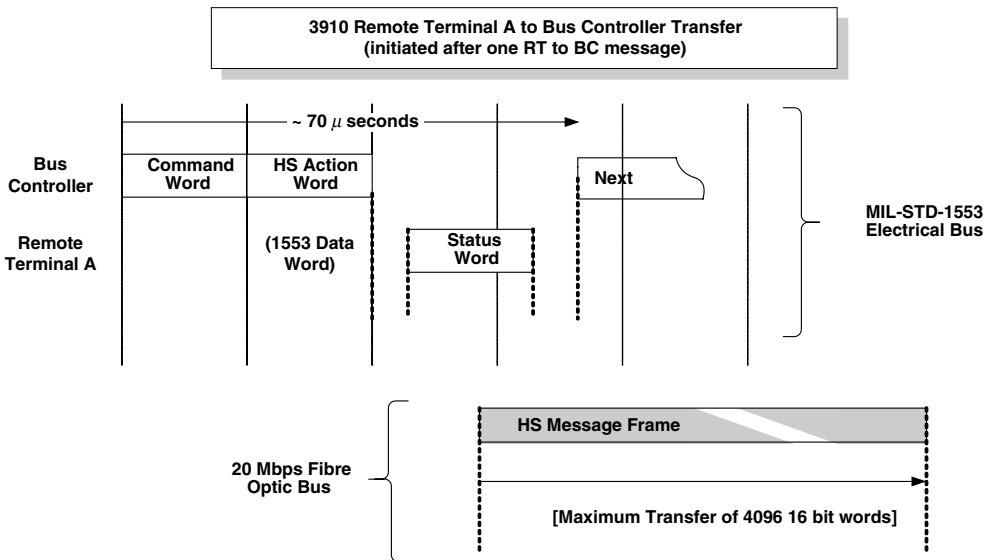 3910 Remote Terminal A to Bus Controller Transfer
(initiated after one RT to BC message)
~ 70 μ seconds
Bus
Controller
Command
Word
HS Action
Word
Next
MIL-STD-1553
Electrical Bus
Remote
Terminal A
(1553 Data
Word)
Status
Word
HS Message Frame
20 Mbps Fibre
Optic Bus
[Maximum Transfer of 4096 16 bit words]